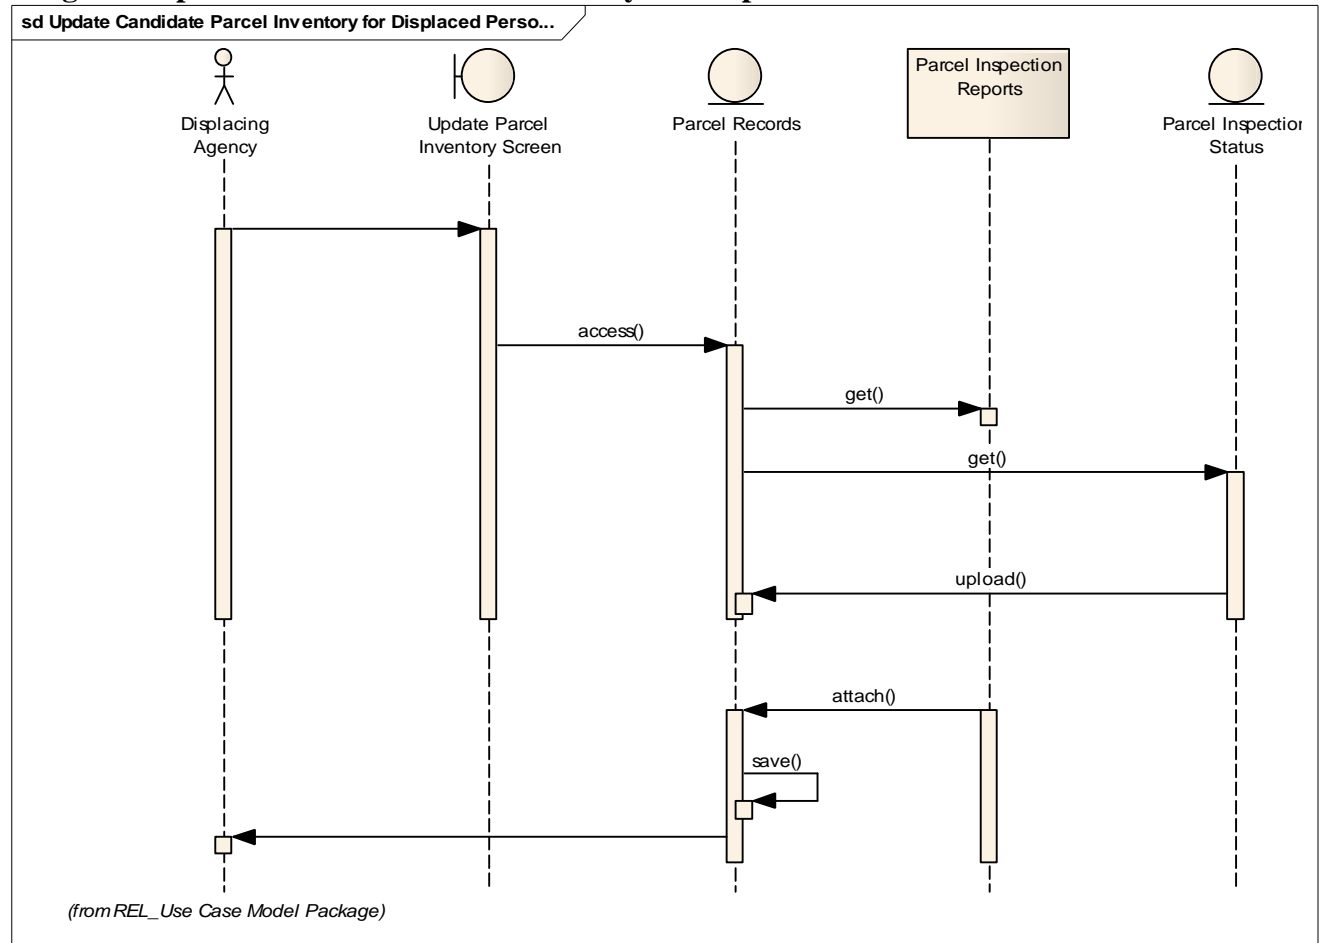 sd Update Candidate Parcel Inventory for Displaced Perso...
Displacing
Agency
Update Parcel
Inventory Screen
Parcel Records
Parcel Inspection
Reports
Parcel Inspection
Status
access()
get()
get()
upload()
attach()
save()
(from REL_Use Case Model Package)